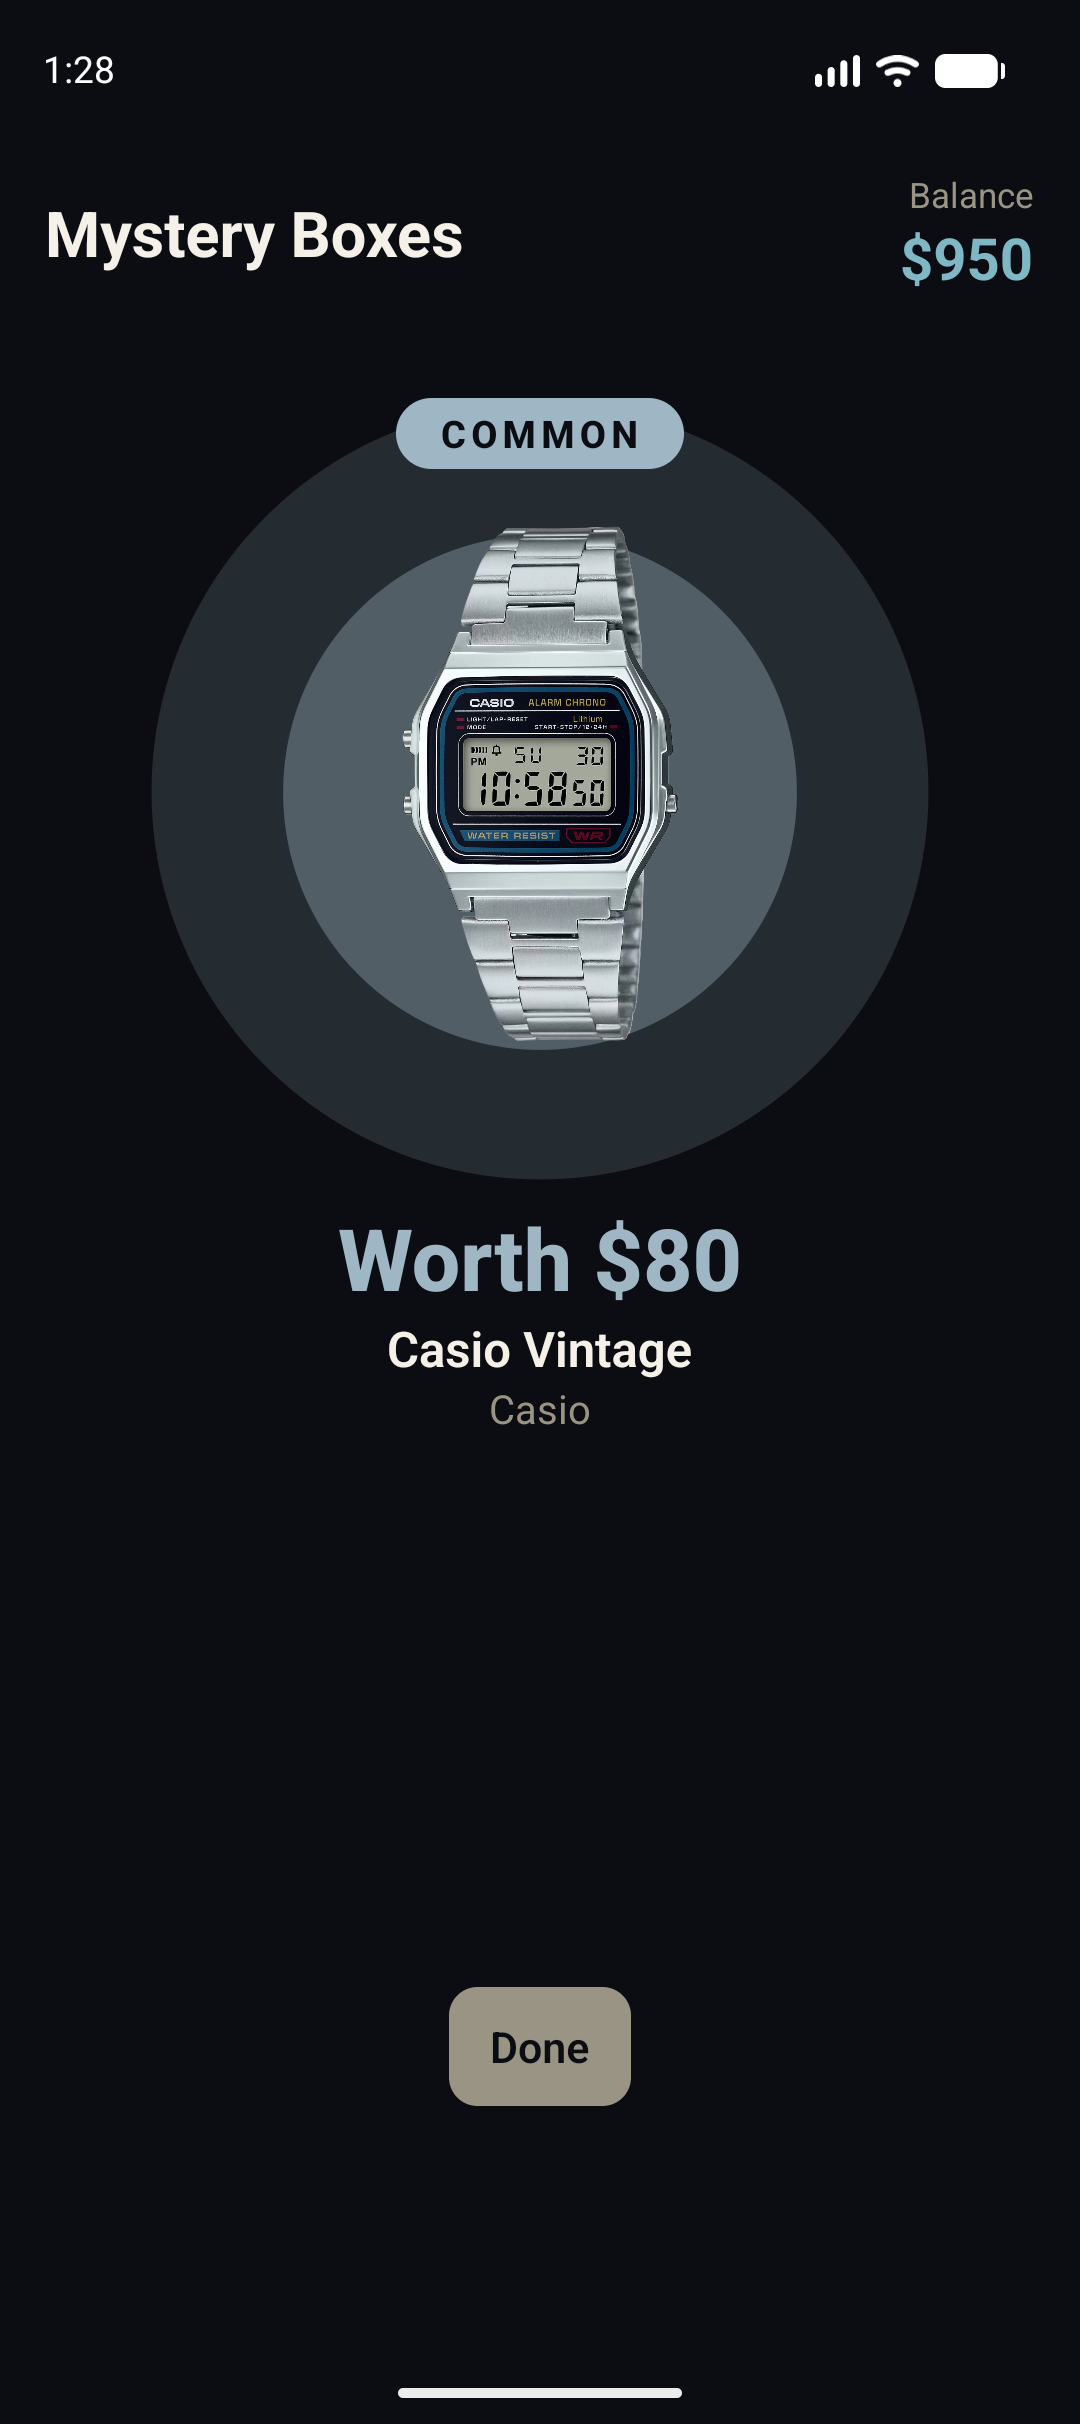 1:28
Mystery Boxes
Balance
$950
COMMON
CASIO ALARM CHRONO
Lithium
LIGHT/LAP-RESET
MODE START-STOP/12·24H
SU 30
PM
10:58 50
WATER RESIST WR
Worth $80
Casio Vintage
Casio
Done